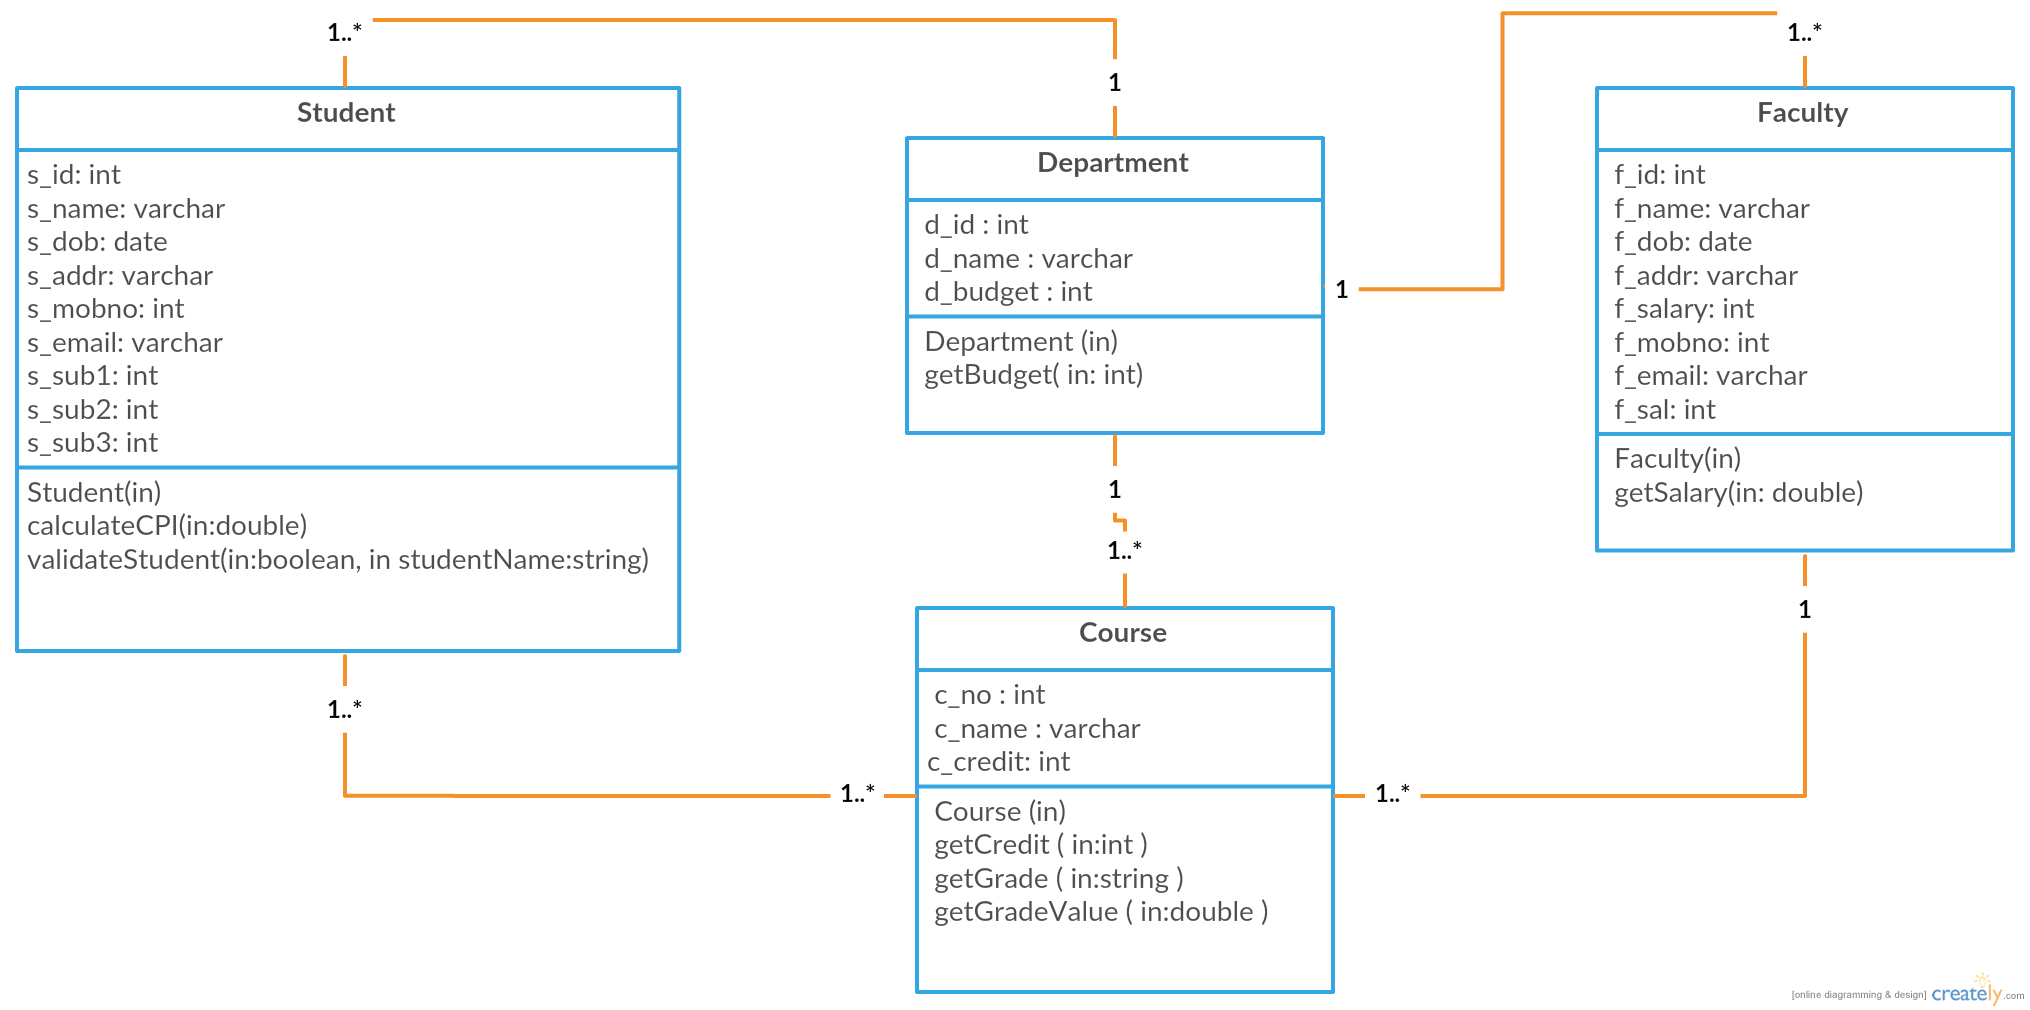 1..*
1
1..*
Student
s_id: int
s_name: varchar
s_dob: date
s_addr: varchar
s_mobno: int
s_email: varchar
s_sub1: int
s_sub2: int
s_sub3: int
Student(in)
calculateCPI(in:double)
validateStudent(in:boolean, in studentName:string)
Department
d_id : int
d_name : varchar
d_budget : int
Department (in)
getBudget( in: int)
1
Faculty
f_id: int
f_name: varchar
f_dob: date
f_addr: varchar
f_salary: int
f_mobno: int
f_email: varchar
f_sal: int
Faculty(in)
getSalary(in: double)
1
1..*
1
1..*
1..*
1..*
Course
c_no : int
c_name : varchar
c_credit: int
Course (in)
getCredit ( in:int )
getGrade ( in:string )
getGradeValue ( in:double )
[online diagramming & design] creately.com